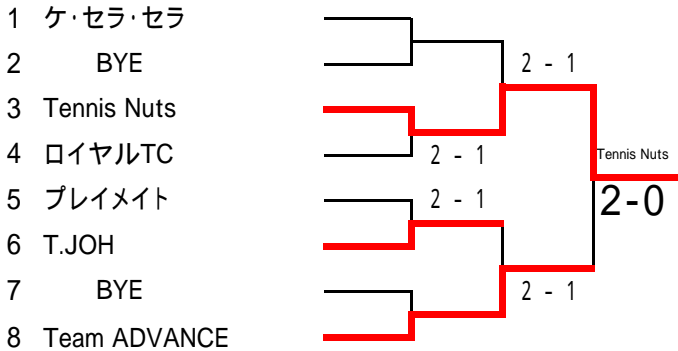 1 ケ・セラ・セラ
2 BYE
2 - 1
3 Tennis Nuts
4 ロイヤルTC
2 - 1
Tennis Nuts
5 プレイメイト
2 - 1
2-0
6 T.JOH
7 BYE
2 - 1
8 Team ADVANCE